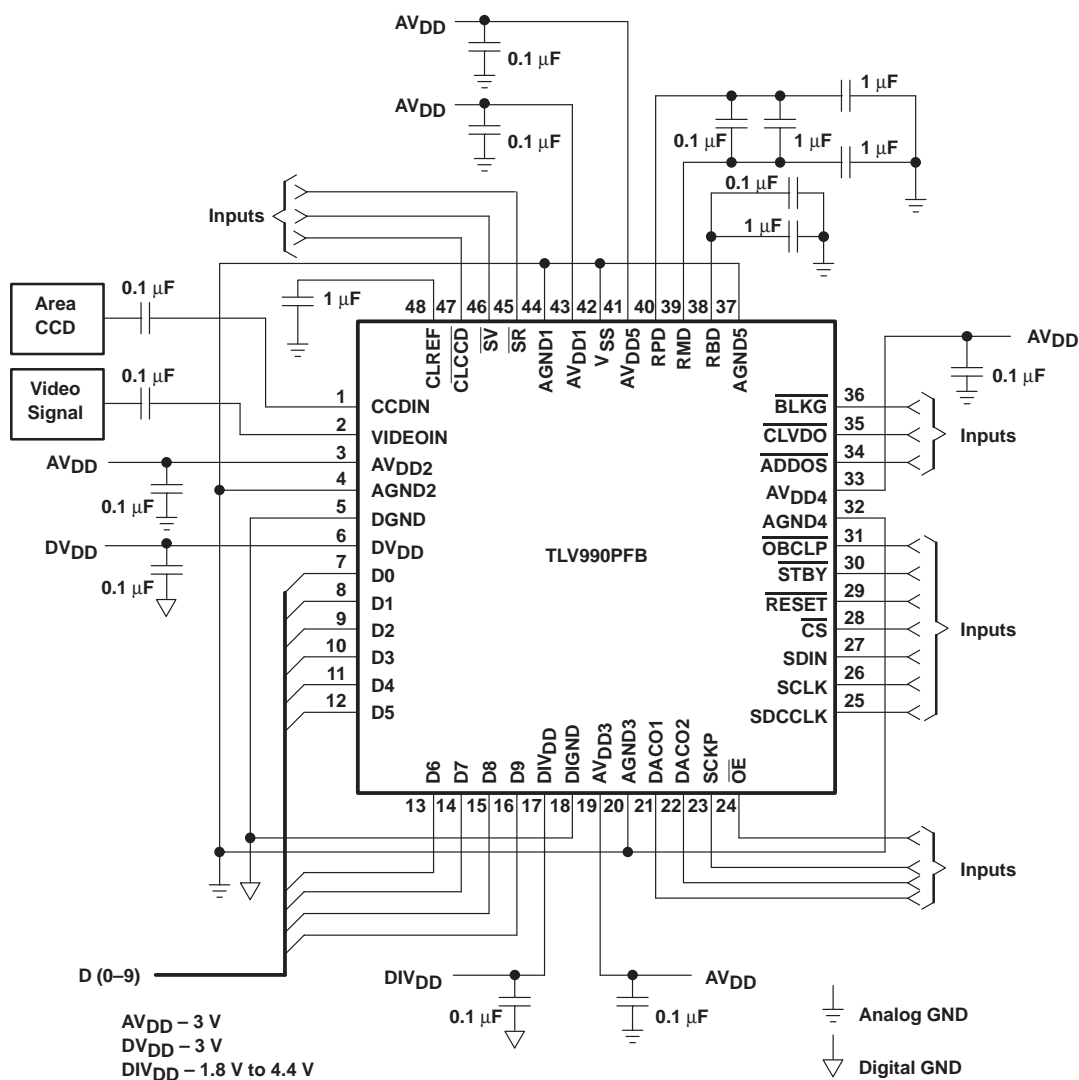 AVDD
0.1 μF
AVDD
0.1 μF
1 μF
0.1 μF
1 μF
1 μF
0.1 μF
1 μF
Inputs
1 μF
Area
CCD
0.1 μF
Video
Signal
0.1 μF
48 47 46 45 44 43 42 41 40 39 38 37
CLREF
CLCCD
SV
SR
AGND1
AVDD1
VSS
AVDD5
RPD
RMD
RBD
AGND5
AVDD
0.1 μF
1 CCDIN
2 VIDEOIN
AVDD
3 AVDD2
0.1 μF
4 AGND2
5 DGND
DVDD
6 DVDD
0.1 μF
7 D0
8 D1
9 D2
10 D3
11 D4
12 D5
TLV990PFB
BLKG 36
CLVDO 35
ADDOS 34
Inputs
AVDD4 33
AGND4 32
OBCLP 31
STBY 30
RESET 29
CS 28
SDIN 27
SCLK 26
SDCCLK 25
Inputs
D6
D7
D8
D9
DIVDD
DIGND
AVDD3
AGND3
DACO1
DACO2
SCKP
OE
13 14 15 16 17 18 19 20 21 22 23 24
Inputs
D (0–9)
DIVDD
0.1 μF
AVDD
0.1 μF
AVDD – 3 V
DVDD – 3 V
DIVDD – 1.8 V to 4.4 V
Analog GND
Digital GND